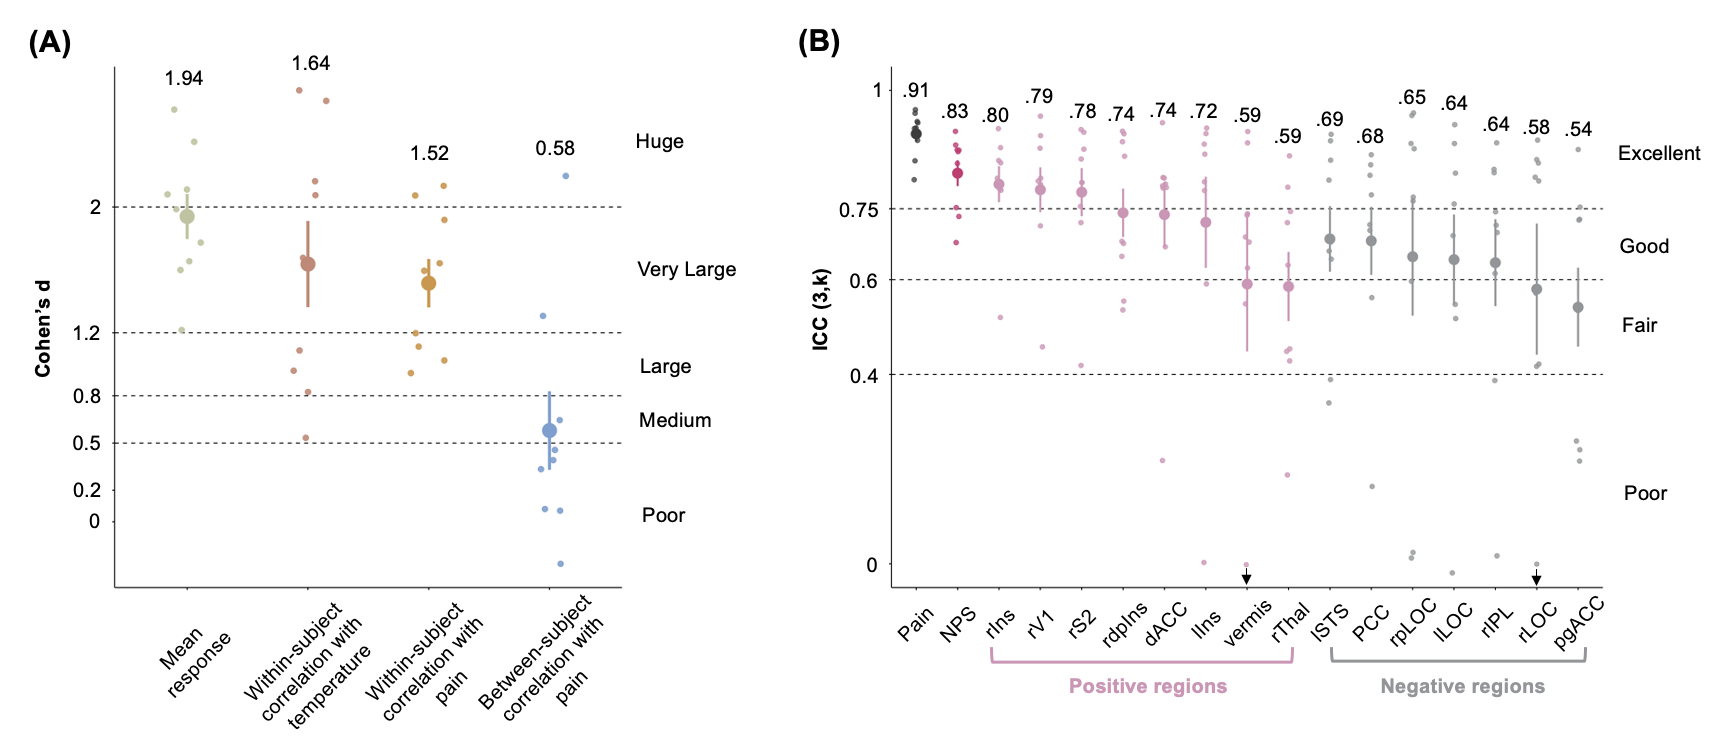 (A)
1.94
1.64
1.52
0.58
Huge
Very Large
Large
Medium
Poor
2
1.2
0.8
0.5
0.2
0
Cohen's d
Mean
response
Within-subject
correlation with
temperature
Within-subject
correlation with
pain
Between-subject
correlation with
pain
(B)
1
0.75
0.6
0.4
0
ICC (3,k)
.91
.83
.80
.79
.78
.74
.74
.72
.59
.59
.69
.68
.65
.64
.64
.58
.54
Excellent
Good
Fair
Poor
Pain
NPS
rIns
rV1
rS2
rdpIns
dACC
lIns
vermis
rThal
lSTS
PCC
rpLOC
lLOC
rIPL
rLOC
pgACC
Positive regions
Negative regions